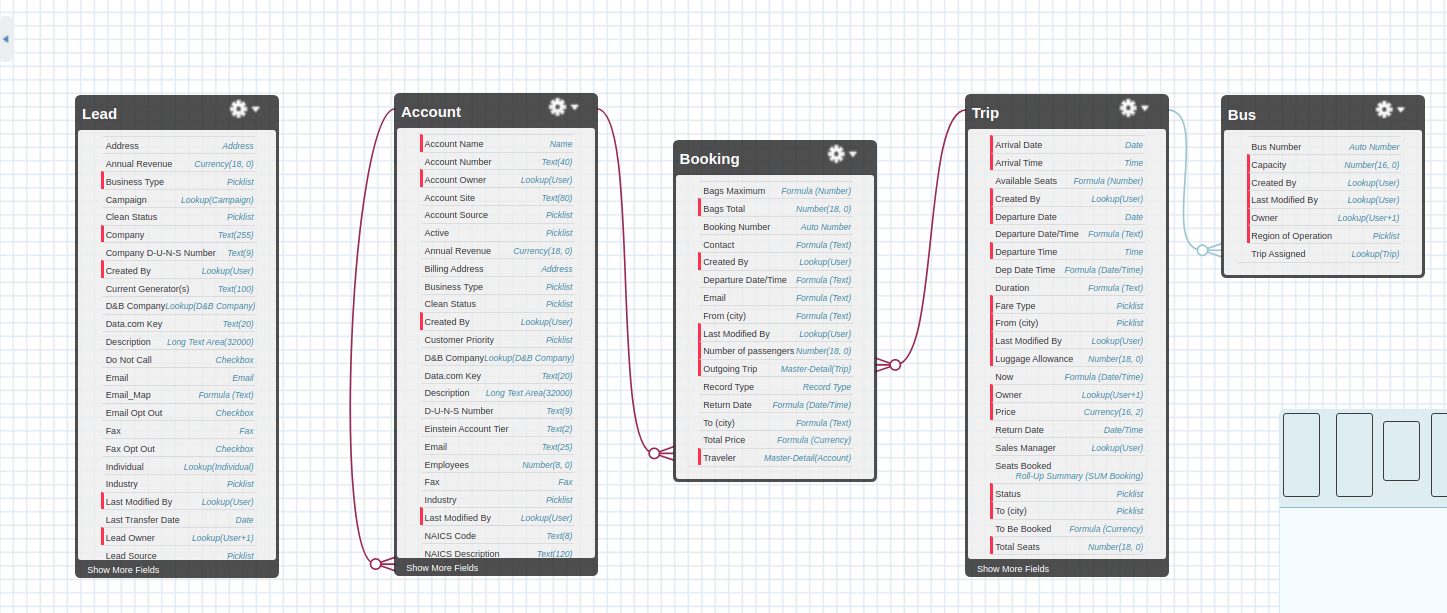 Lead
Address Address
Annual Revenue Currency(18, 0)
Business Type Picklist
Campaign Lookup(Campaign)
Clean Status Picklist
Company Text(255)
Company D-U-N-S Number Text(9)
Created By Lookup(User)
Current Generator(s) Text(100)
D&B Company Lookup(D&B Company)
Data.com Key Text(20)
Description Long Text Area(32000)
Do Not Call Checkbox
Email Email
Email_Map Formula (Text)
Email Opt Out Checkbox
Fax Fax
Fax Opt Out Checkbox
Individual Lookup(Individual)
Industry Picklist
Last Modified By Lookup(User)
Last Transfer Date Date
Lead Owner Lookup(User+1)
Lead Source Picklist
Show More Fields
Account
Account Name Name
Account Number Text(40)
Account Owner Lookup(User)
Account Site Text(80)
Account Source Picklist
Active Picklist
Annual Revenue Currency(18, 0)
Billing Address Address
Business Type Picklist
Clean Status Picklist
Created By Lookup(User)
Customer Priority Picklist
D&B Company Lookup(D&B Company)
Data.com Key Text(20)
Description Long Text Area(32000)
D-U-N-S Number Text(9)
Einstein Account Tier Text(2)
Email Text(25)
Employees Number(8, 0)
Fax Fax
Industry Picklist
Last Modified By Lookup(User)
NAICS Code Text(8)
NAICS Description Text(120)
Show More Fields
Booking
Bags Maximum Formula (Number)
Bags Total Number(18, 0)
Booking Number Auto Number
Contact Formula (Text)
Created By Lookup(User)
Departure Date/Time Formula (Text)
Email Formula (Text)
From (city) Formula (Text)
Last Modified By Lookup(User)
Number of passengers Number(18, 0)
Outgoing Trip Master-Detail(Trip)
Record Type Record Type
Return Date Formula (Date/Time)
To (city) Formula (Text)
Total Price Formula (Currency)
Traveler Master-Detail(Account)
Trip
Arrival Date Date
Arrival Time Time
Available Seats Formula (Number)
Created By Lookup(User)
Departure Date Date
Departure Date/Time Formula (Text)
Departure Time Time
Dep Date Time Formula (Date/Time)
Duration Formula (Text)
Fare Type Picklist
From (city) Picklist
Last Modified By Lookup(User)
Luggage Allowance Number(18, 0)
Now Formula (Date/Time)
Owner Lookup(User+1)
Price Currency(16, 2)
Return Date Date/Time
Sales Manager Lookup(User)
Seats Booked
Roll-Up Summary (SUM Booking)
Status Picklist
To (city) Picklist
To Be Booked Formula (Currency)
Total Seats Number(18, 0)
Show More Fields
Bus
Bus Number Auto Number
Capacity Number(16, 0)
Created By Lookup(User)
Last Modified By Lookup(User)
Owner Lookup(User+1)
Region of Operation Picklist
Trip Assigned Lookup(Trip)